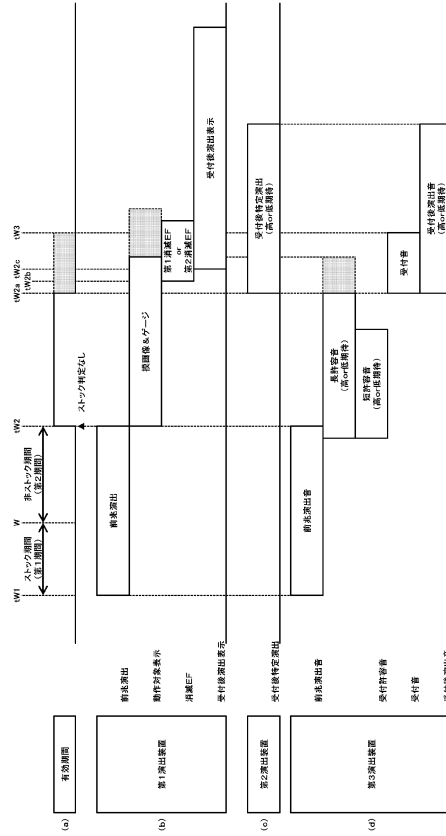 tW1
W
tW2
tW2a
tW2b
tW2c
tW3
ストック期間
(第1期間)
非ストック期間
(第2期間)
(a)
有効期間
ストック判定なし
(b)
第1演出装置
前兆演出
前兆演出
動作対象表示
操画像&ゲージ
消滅EF
第1消滅EF
or
第2消滅EF
受付後演出表示
受付後演出表示
(c)
第2演出装置
受付後特定演出
受付後特定演出
(高or低期待)
(d)
第3演出装置
前兆演出音
前兆演出音
受付許容音
長許容音
(高or低期待)
短許容音
(高or低期待)
受付音
受付音
受付後演出音
(高or低期待)